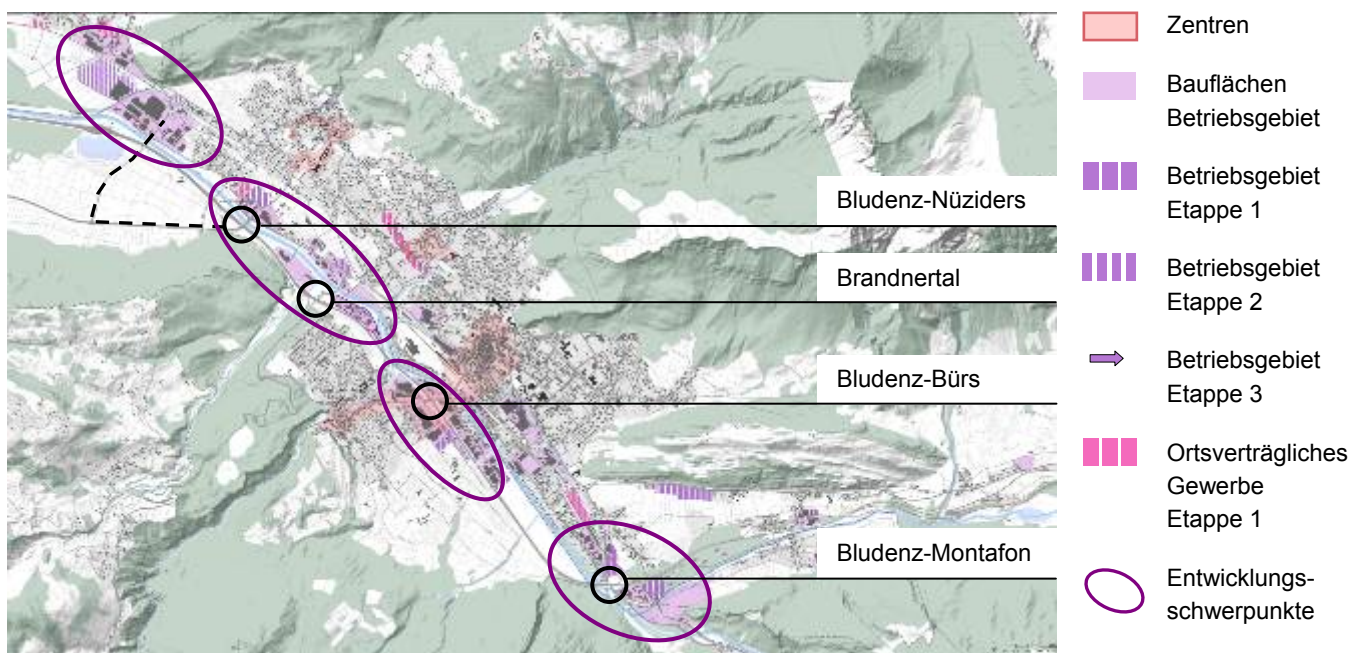 Bludenz-Nüziders
Brandnertal
Bludenz-Bürs
Bludenz-Montafon
Zentren
Bauflächen
Betriebsgebiet
Betriebsgebiet
Etappe 1
Betriebsgebiet
Etappe 2
Betriebsgebiet
Etappe 3
Ortsverträgliches
Gewerbe
Etappe 1
Entwicklungs-
schwerpunkte